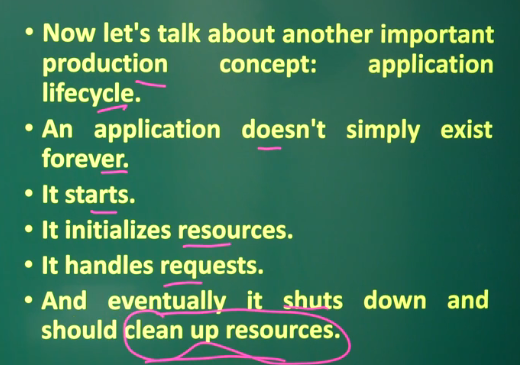 • Now let's talk about another important
production concept: application
lifecycle.
• An application doesn't simply exist
forever.
• It starts.
• It initializes resources.
• It handles requests.
• And eventually it shuts down and
should clean up resources.